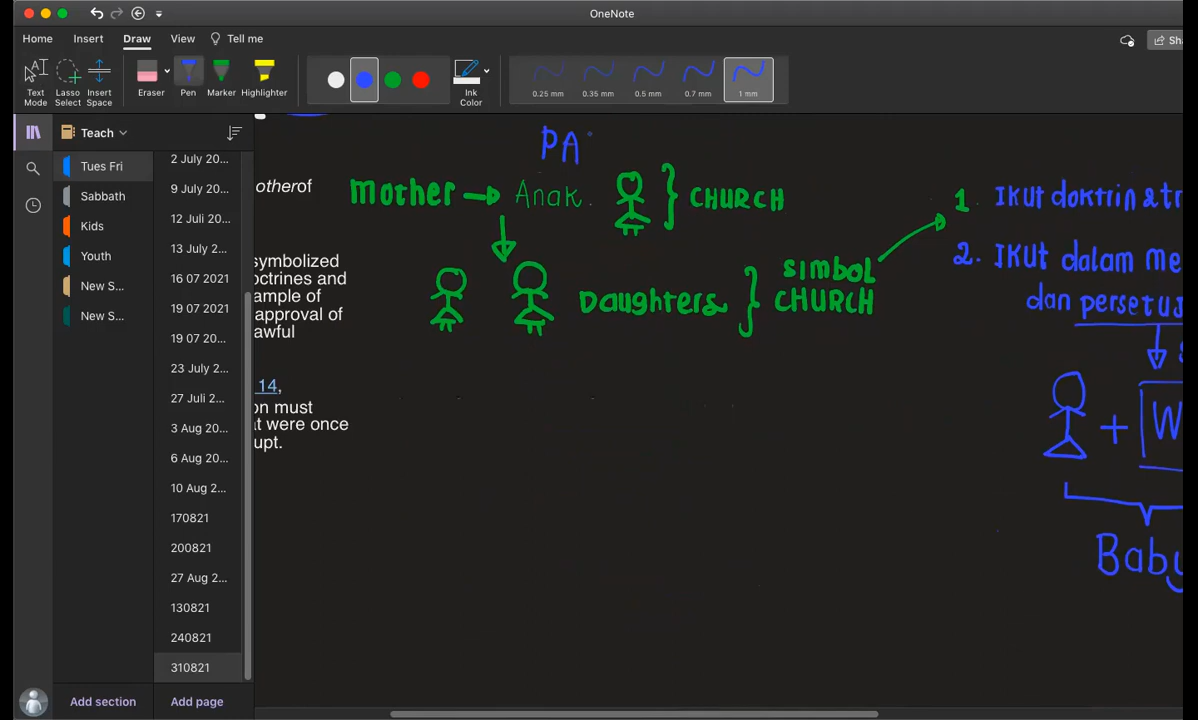 OneNote
Home Insert Draw View Tell me
Sha
Text Mode
Lasso Select
Insert Space
Eraser
Pen
Marker
Highlighter
Ink Color
0.25 mm 0.35 mm 0.5 mm 0.7 mm 1 mm
Teach
Tues Fri
Sabbath
Kids
Youth
New S...
New S...
2 July 20...
9 July 20...
12 Juli 20...
13 July 2...
16 07 2021
19 07 2021
19 07 20...
23 July 2...
27 Juli 2...
3 Aug 20...
6 Aug 20...
10 Aug 2...
170821
200821
27 Aug 2...
130821
240821
310821
Add section
Add page
otherof
symbolized
octrines and
ample of
approval of
awful
14,
on must
t were once
upt.
PA
Mother → Anak. } CHURCH
Daughters } simbol CHURCH
1. Ikut doktrin & tr
2. Ikut dalam me
dan persetu
+ W
Baby